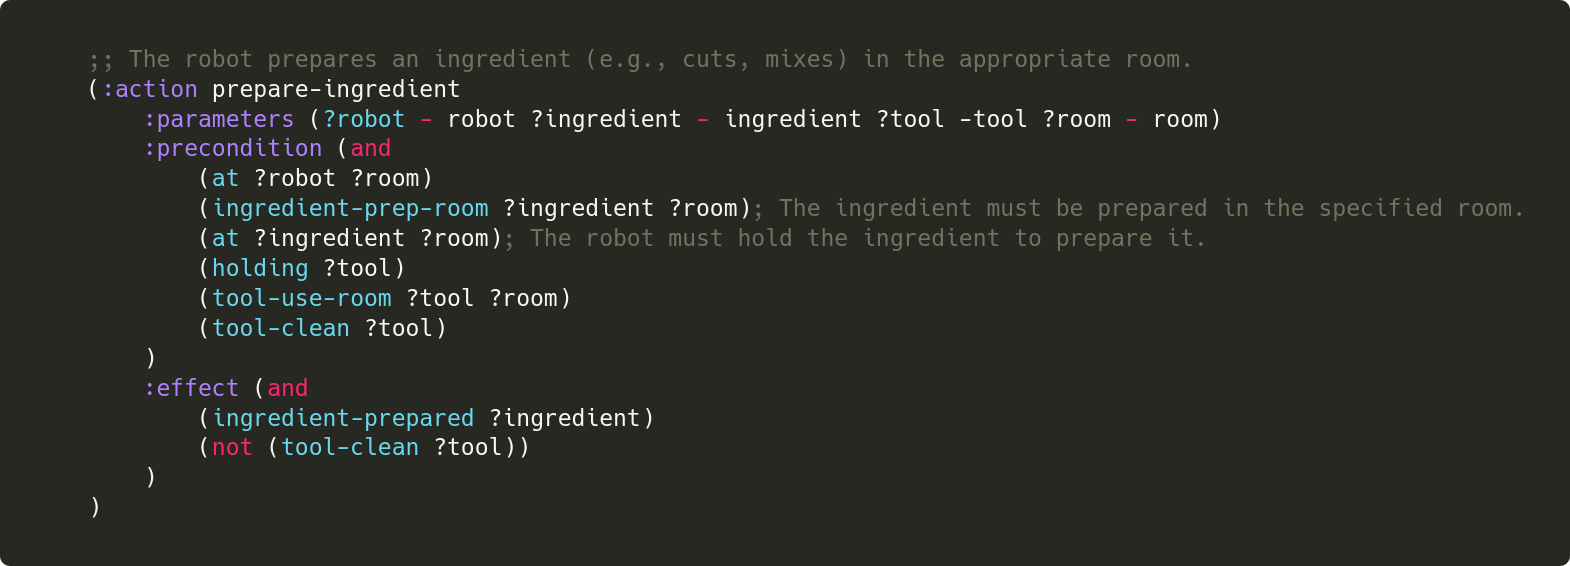 ;; The robot prepares an ingredient (e.g., cuts, mixes) in the appropriate room.
(:action prepare-ingredient
    :parameters (?robot - robot ?ingredient - ingredient ?tool -tool ?room - room)
    :precondition (and
        (at ?robot ?room)
        (ingredient-prep-room ?ingredient ?room); The ingredient must be prepared in the specified room.
        (at ?ingredient ?room); The robot must hold the ingredient to prepare it.
        (holding ?tool)
        (tool-use-room ?tool ?room)
        (tool-clean ?tool)
    )
    :effect (and
        (ingredient-prepared ?ingredient)
        (not (tool-clean ?tool))
    )
)